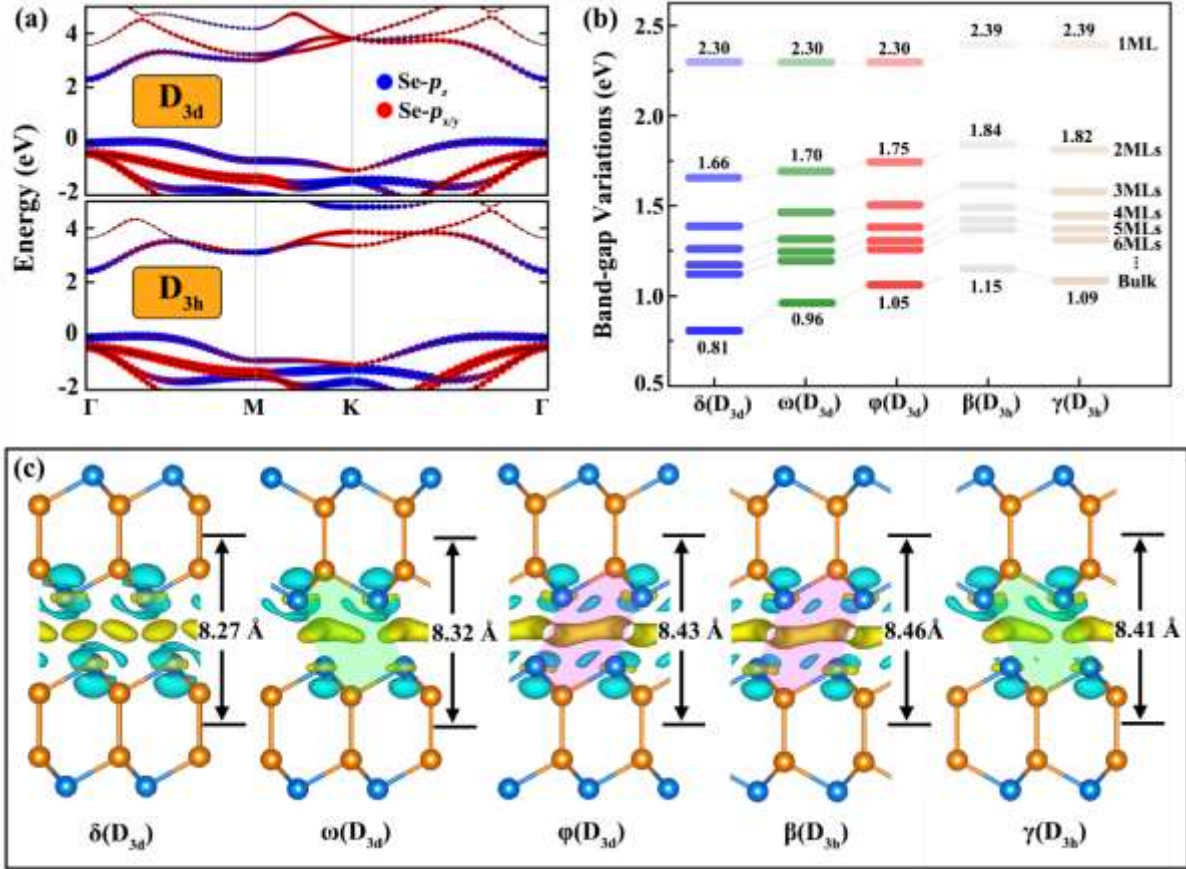 (a)
Energy (eV)
4
2
0
-2
D3d
Se-pz
Se-px/y
4
2
0
-2
D3h
Γ M K Γ
(b)
Band-gap Variations (eV)
2.5
2.0
1.5
1.0
0.5
2.30 2.30 2.30 2.39 2.39 1ML
1.66 1.70 1.75 1.84 1.82 2MLs
3MLs
4MLs
5MLs
6MLs
⋮
Bulk
0.81 0.96 1.05 1.15 1.09
δ(D3d) ω(D3d) φ(D3d) β(D3h) γ(D3h)
(c)
8.27 Å 8.32 Å 8.43 Å 8.46Å 8.41 Å
δ(D3d) ω(D3d) φ(D3d) β(D3h) γ(D3h)